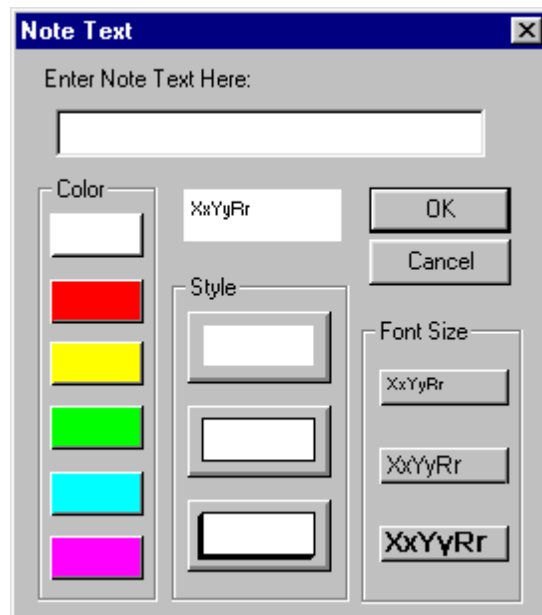 Note Text
Enter Note Text Here:
Color
XxYyRr
OK
Cancel
Style
Font Size
XxYyRr
XxYyRr
XxYyRr